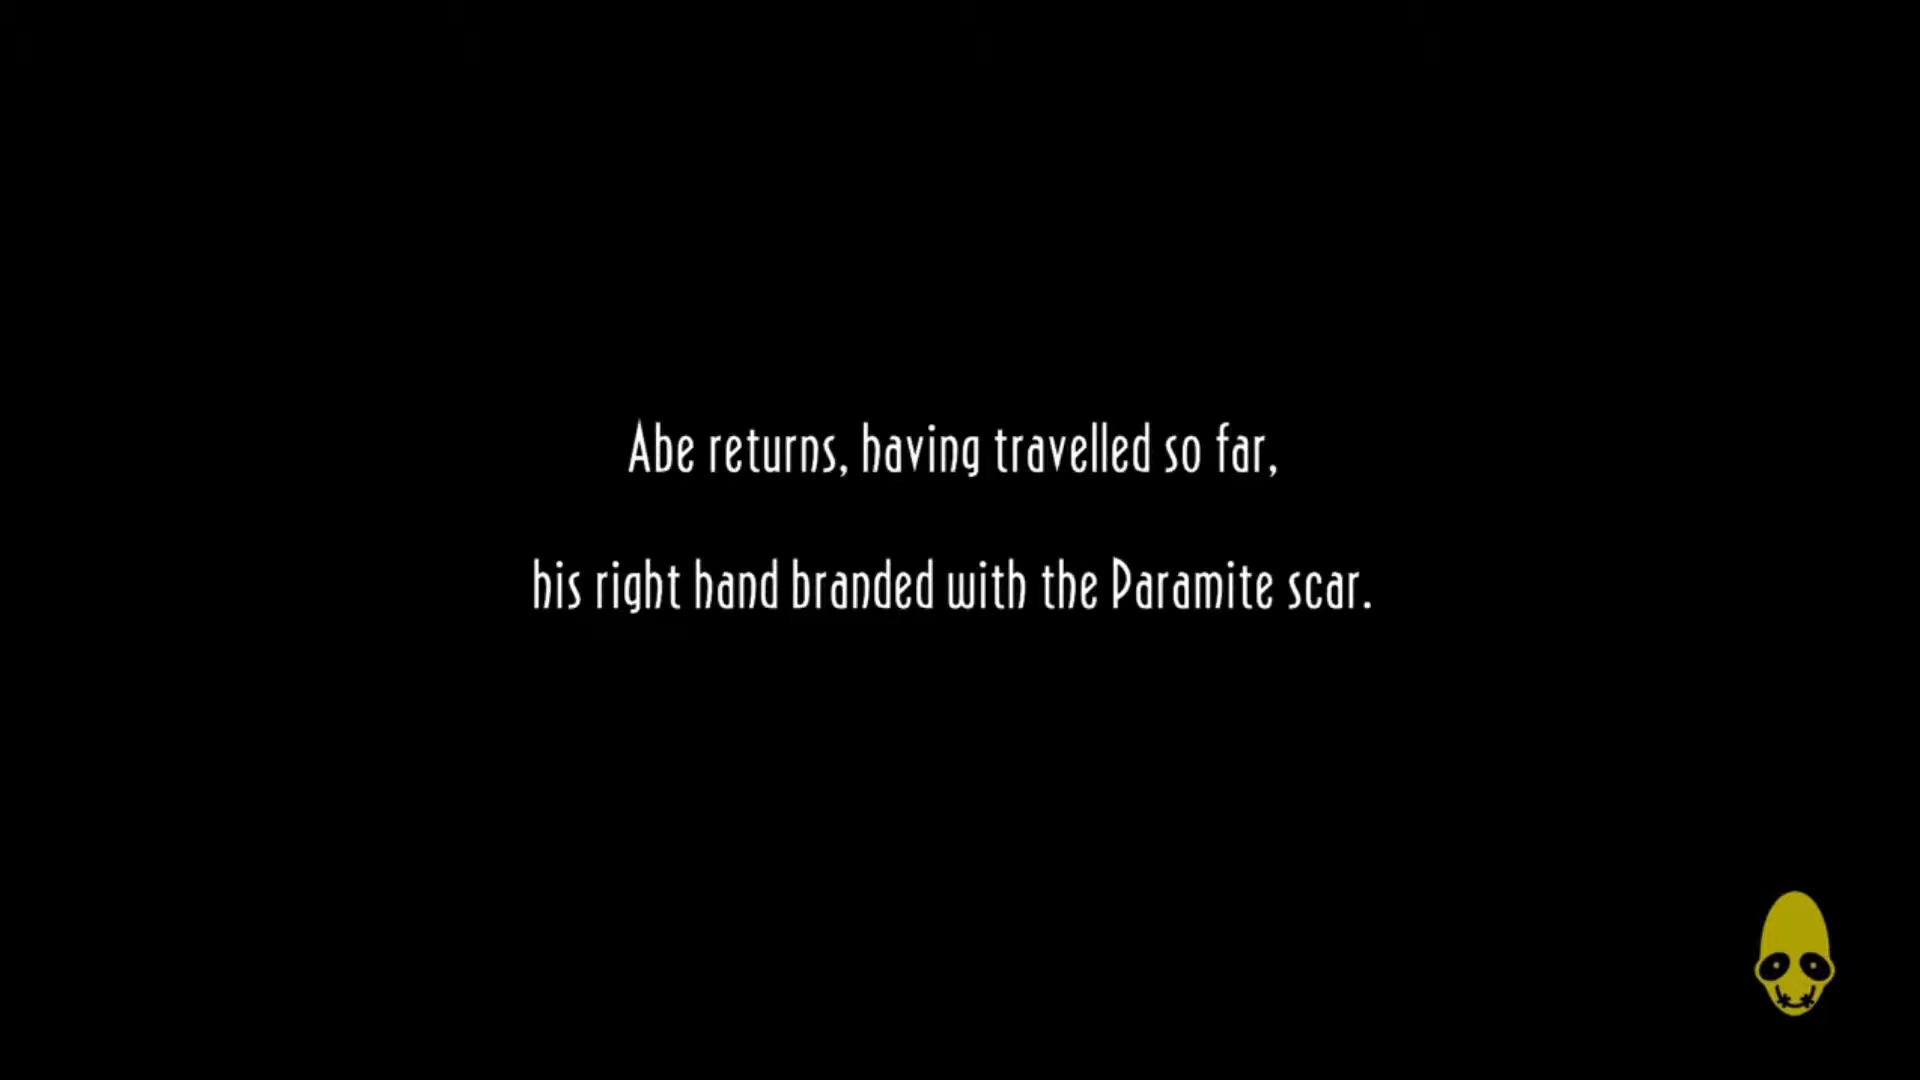 Abe returns, having travelled so far,
his right hand branded with the Paramite scar.